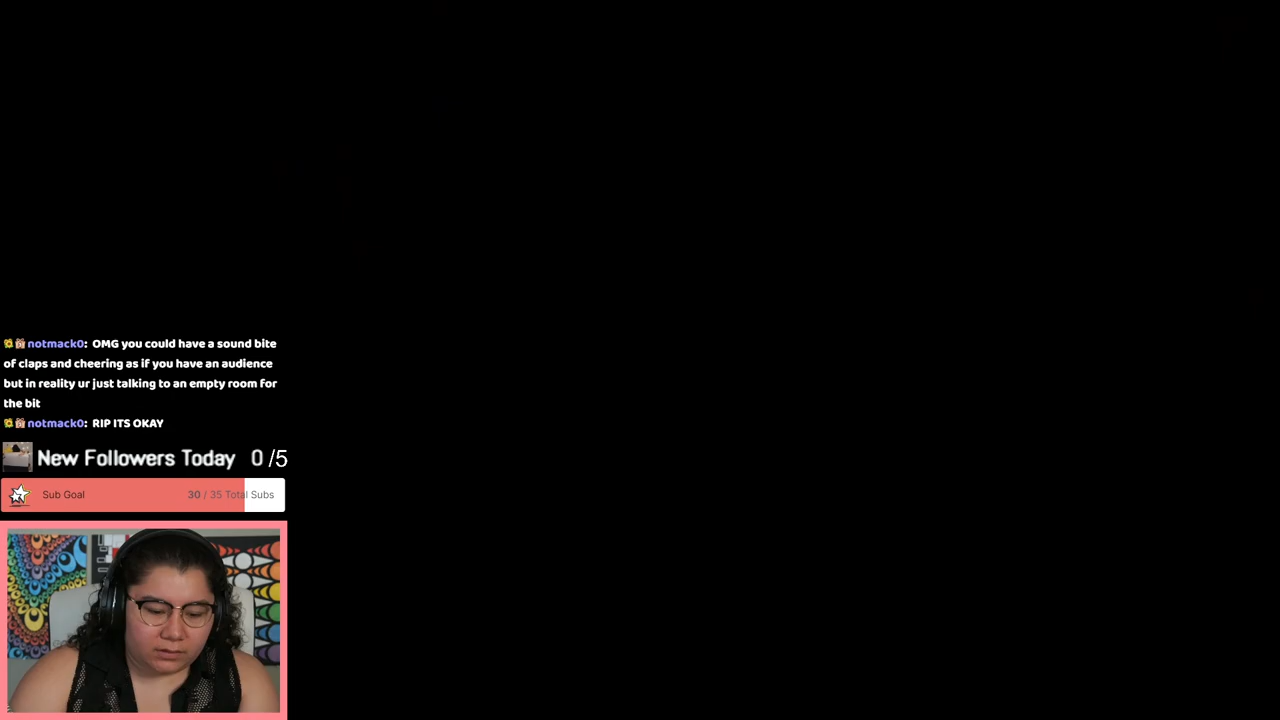 notmack0: OMG you could have a sound bite
of claps and cheering as if you have an audience
but in reality ur just talking to an empty room for
the bit
notmack0: RIP ITS OKAY
New Followers Today 0 /5
Sub Goal 30 / 35 Total Subs